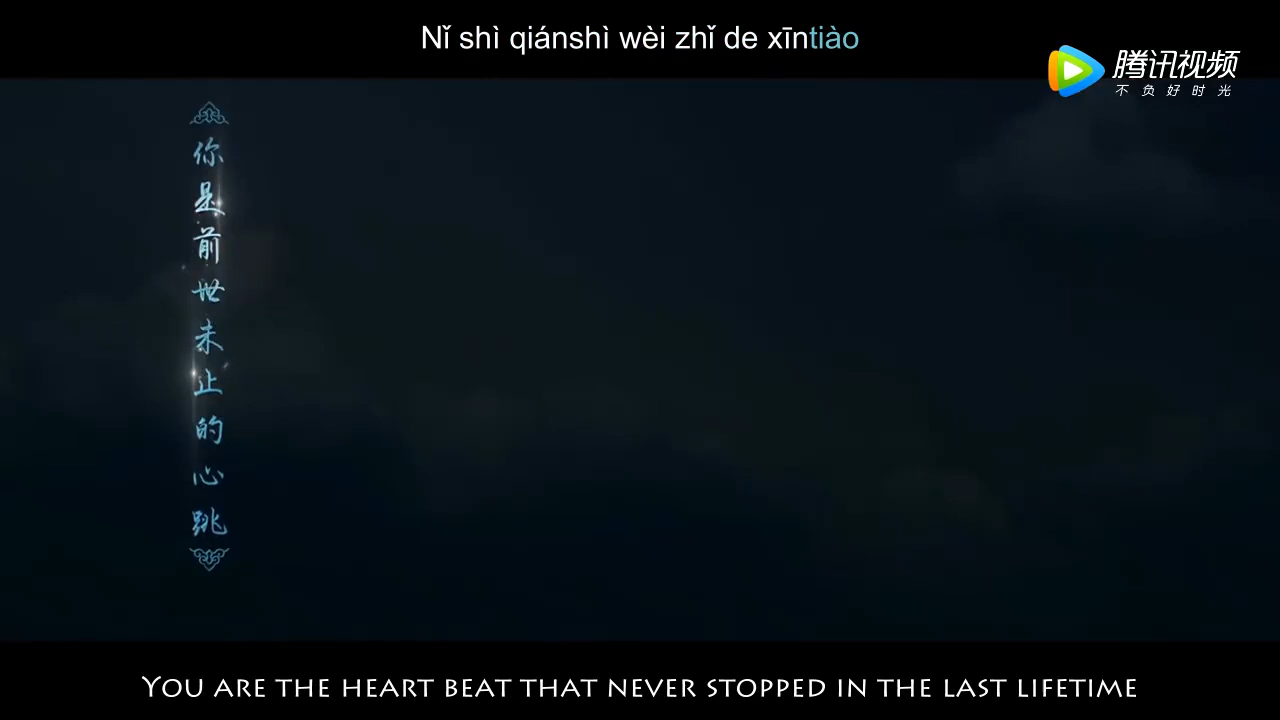 Nǐ shì qiánshì wèi zhǐ de xīntiào
腾讯视频
不负好时光
你是前世未止的心跳
You are the heart beat that never stopped in the last lifetime